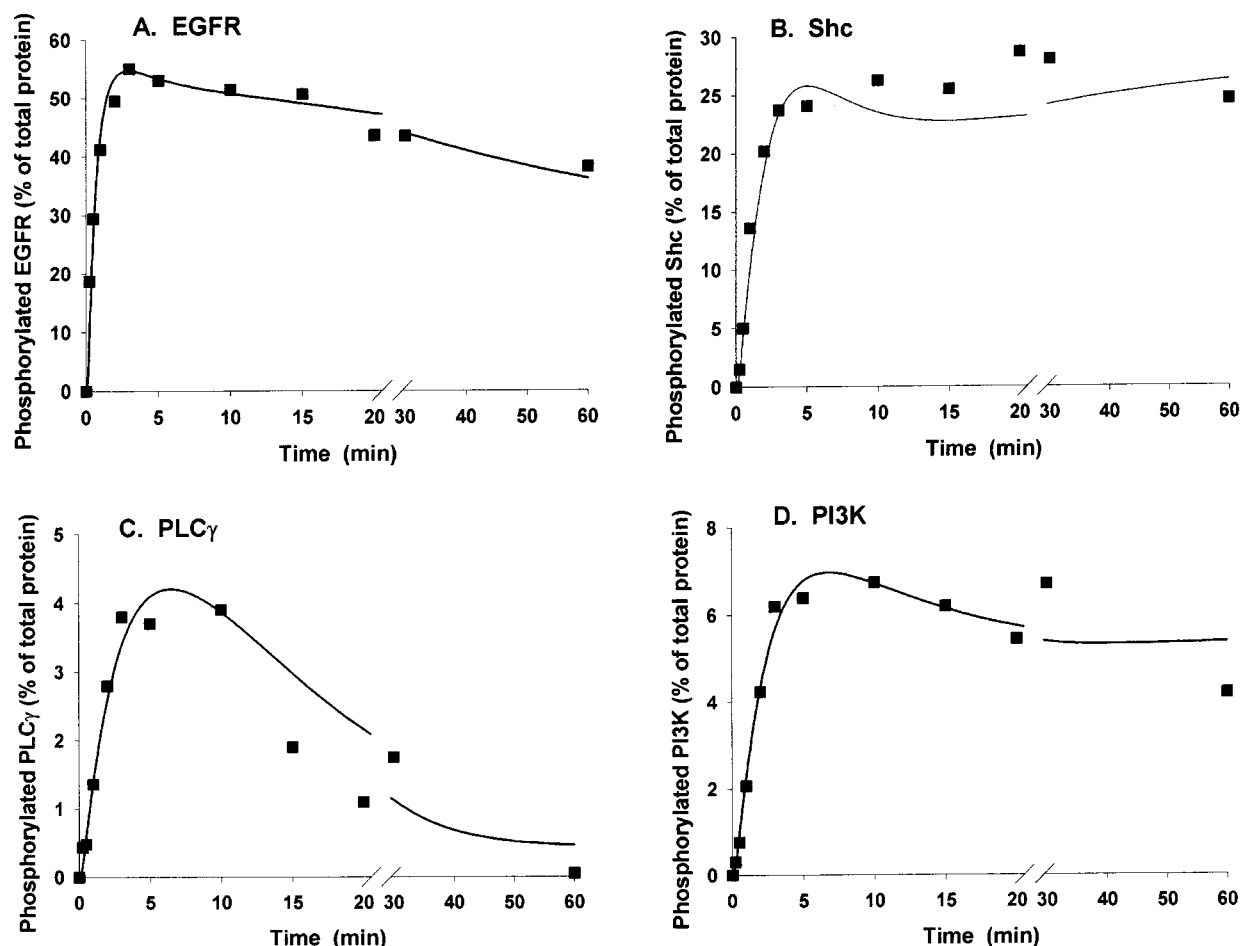 A. EGFR
Phosphorylated EGFR (% of total protein)
60
50
40
30
20
10
0
0 5 10 15 20 30 40 50 60
Time (min)
B. Shc
Phosphorylated Shc (% of total protein)
30
25
20
15
10
5
0
0 5 10 15 20 30 40 50 60
Time (min)
C. PLCγ
Phosphorylated PLCγ (% of total protein)
5
4
3
2
1
0
0 5 10 15 20 30 40 50 60
Time (min)
D. PI3K
Phosphorylated PI3K (% of total protein)
8
6
4
2
0
0 5 10 15 20 30 40 50 60
Time (min)